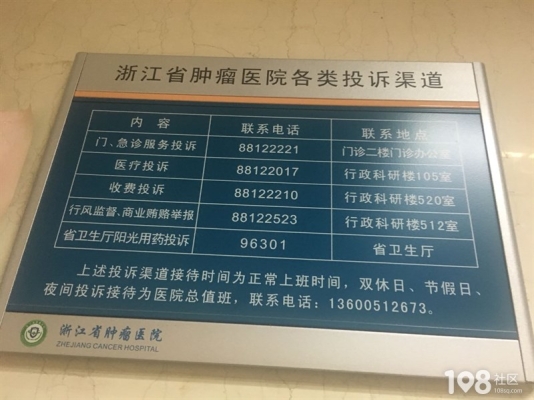 浙江省肿瘤医院各类投诉渠道
内容 联系电话 联系地点
门、急诊服务投诉 88122221 门诊二楼门诊办公室
医疗投诉 88122017 行政科研楼105室
收费投诉 88122210 行政科研楼520室
行风监督、商业贿赂举报 88122523 行政科研楼512室
省卫生厅阳光用药投诉 96301 省卫生厅
上述投诉渠道接待时间为正常上班时间，双休日、节假日、
夜间投诉接待为医院总值班，联系电话：13600512673。
浙江省肿瘤医院
ZHEJIANG CANCER HOSPITAL
108社区
108sq.com